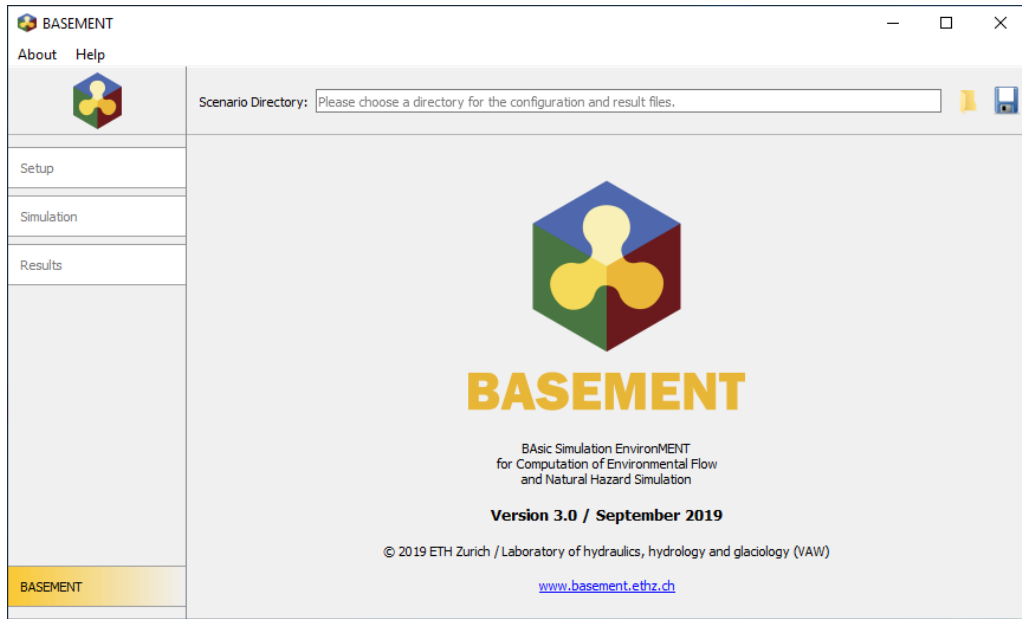 BASEMENT
About Help
Scenario Directory: Please choose a directory for the configuration and result files.
Setup
Simulation
Results
BASEMENT
BAsic Simulation EnvironMENT
for Computation of Environmental Flow
and Natural Hazard Simulation
Version 3.0 / September 2019
© 2019 ETH Zurich / Laboratory of hydraulics, hydrology and glaciology (VAW)
www.basement.ethz.ch
BASEMENT